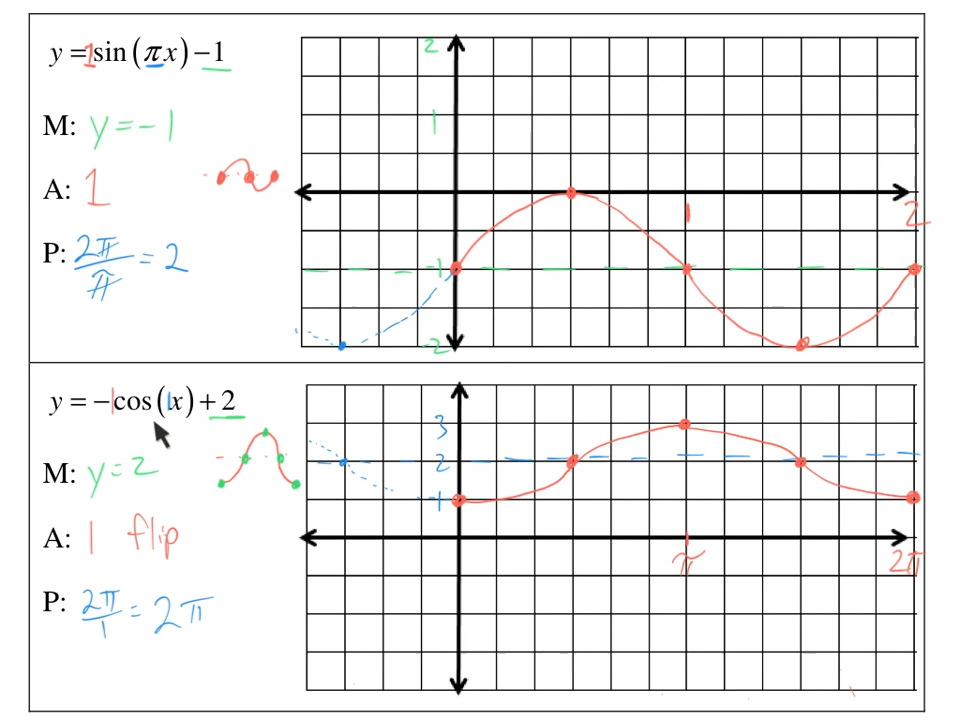 y = 1sin(πx) – 1
M: y = -1
A: 1
P: 2π/π = 2
2
1
-1
-2
1
2
y = –1cos(1x) + 2
M: y = 2
A: 1 flip
P: 2π/1 = 2π
3
2
1
π
2π